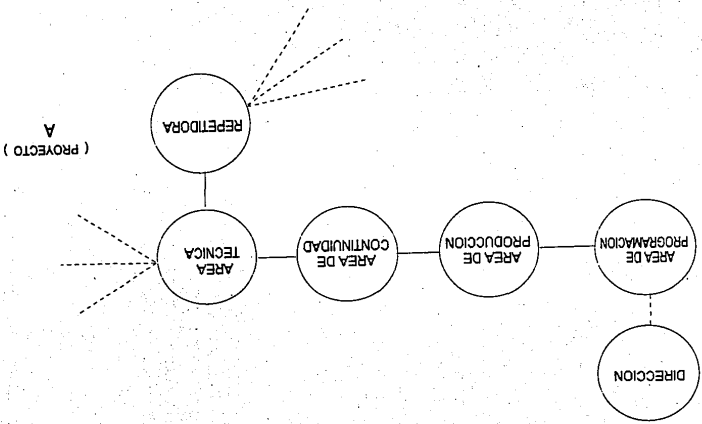 DIRECCION
AREA DE
PROGRAMACION
AREA DE
PRODUCCION
AREA DE
CONTINUIDAD
AREA
TECNICA
REPETIDORA
( PROYECTO )
A